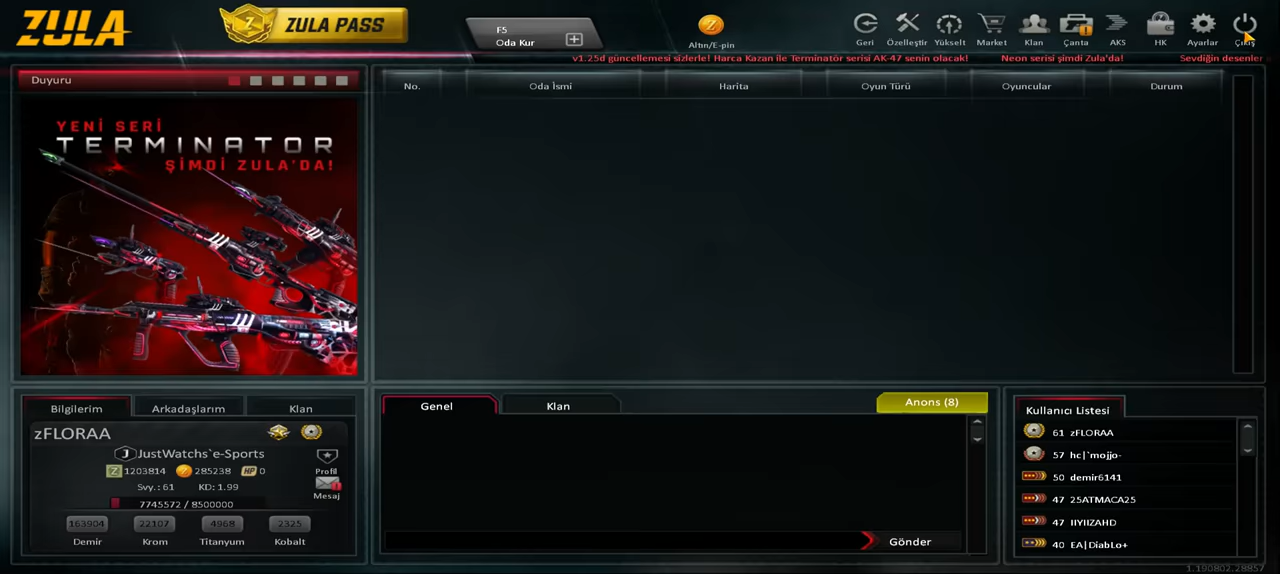 ZULA
ZULA PASS
F5
Oda Kur
Altın/E-pin
Geri
Özelleştir
Yükselt
Market
Klan
Çanta
AKS
HK
Ayarlar
Çıkış
v1.25d güncellemesi sizlerle! Harca Kazan ile Terminatör serisi AK-47 senin olacak!
Neon serisi şimdi Zula'da!
Sevdiğin desenler
Duyuru
YENİ SERİ
TERMINATOR
ŞİMDİ ZULA'DA!
No.
Oda İsmi
Harita
Oyun Türü
Oyuncular
Durum
Bilgilerim
Arkadaşlarım
Klan
zFLORAA
JustWatchs`e-Sports
1203814
285238
HP 0
Svy.: 61
KD: 1.99
7745572 / 8500000
Profil
Mesaj
163904
22107
4968
2325
Demir
Krom
Titanyum
Kobalt
Genel
Klan
Anons (8)
Gönder
Kullanıcı Listesi
61 zFLORAA
57 hc|`mojjo-
50 demir6141
47 25ATMACA25
47 IIYIIZAHD
40 EA|DiabLo+
1.190802.28857